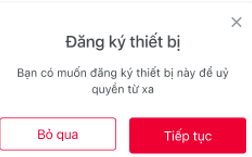 Đăng ký thiết bị
Bạn có muốn đăng ký thiết bị này để uỷ
quyền từ xa
Bỏ qua
Tiếp tục